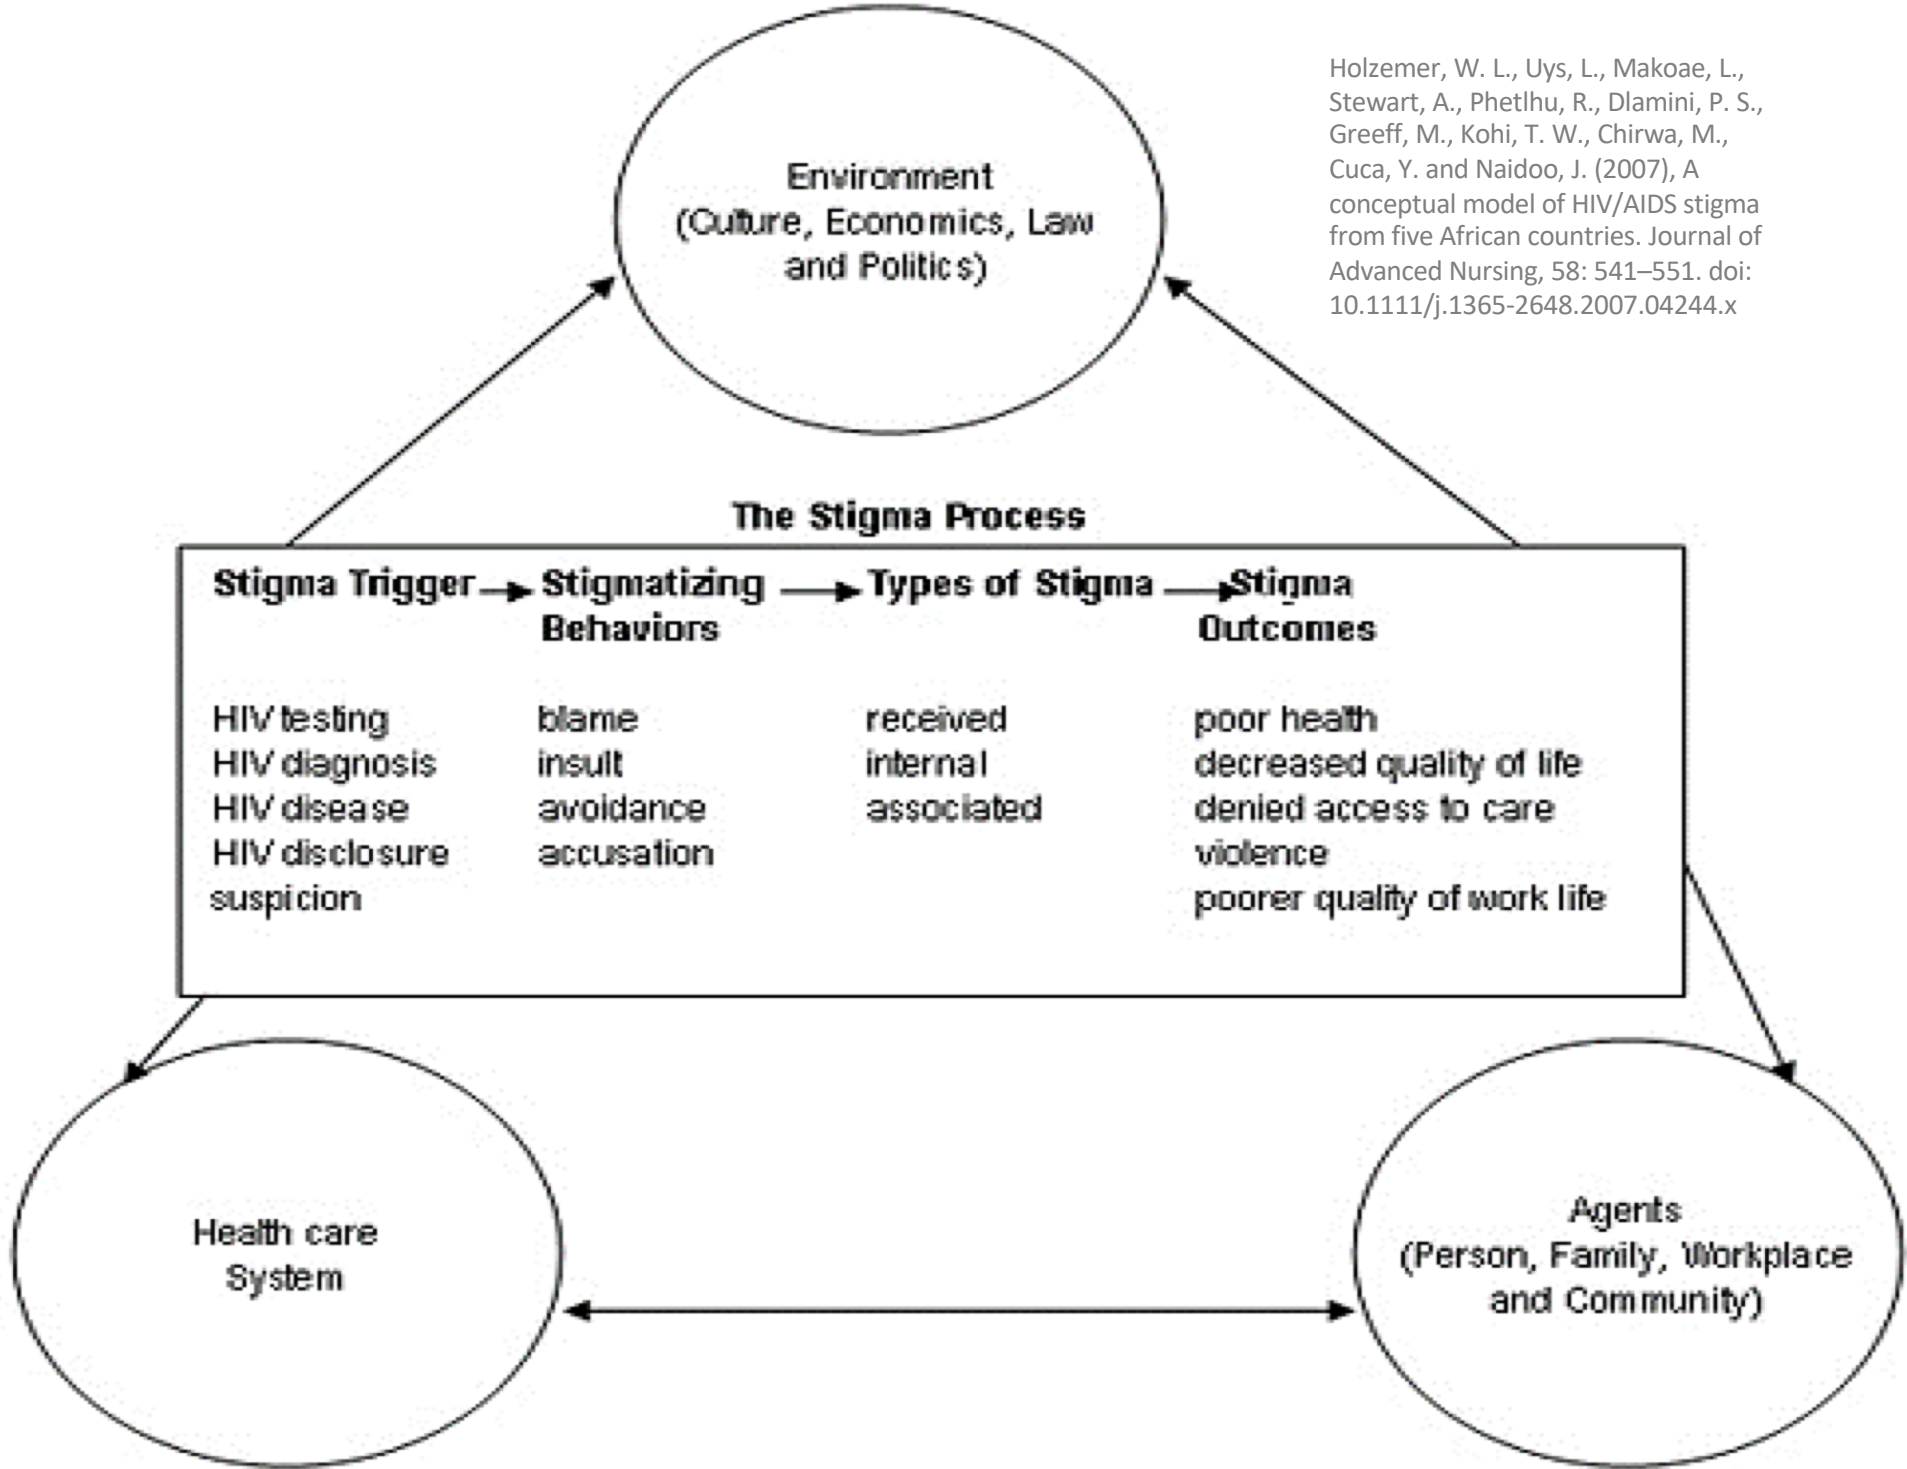 Holzemer, W. L., Uys, L., Makoae, L.,
Stewart, A., Phetlhu, R., Dlamini, P. S.,
Greeff, M., Kohi, T. W., Chirwa, M.,
Cuca, Y. and Naidoo, J. (2007), A
conceptual model of HIV/AIDS stigma
from five African countries. Journal of
Advanced Nursing, 58: 541–551. doi:
10.1111/j.1365-2648.2007.04244.x
Environment
(Culture, Economics, Law
and Politics)
The Stigma Process
Stigma Trigger
HIV testing
HIV diagnosis
HIV disease
HIV disclosure
suspicion
Stigmatizing
Behaviors
blame
insult
avoidance
accusation
Types of Stigma
received
internal
associated
Stigma
Outcomes
poor health
decreased quality of life
denied access to care
violence
poorer quality of work life
Health care
System
Agents
(Person, Family, Workplace
and Community)